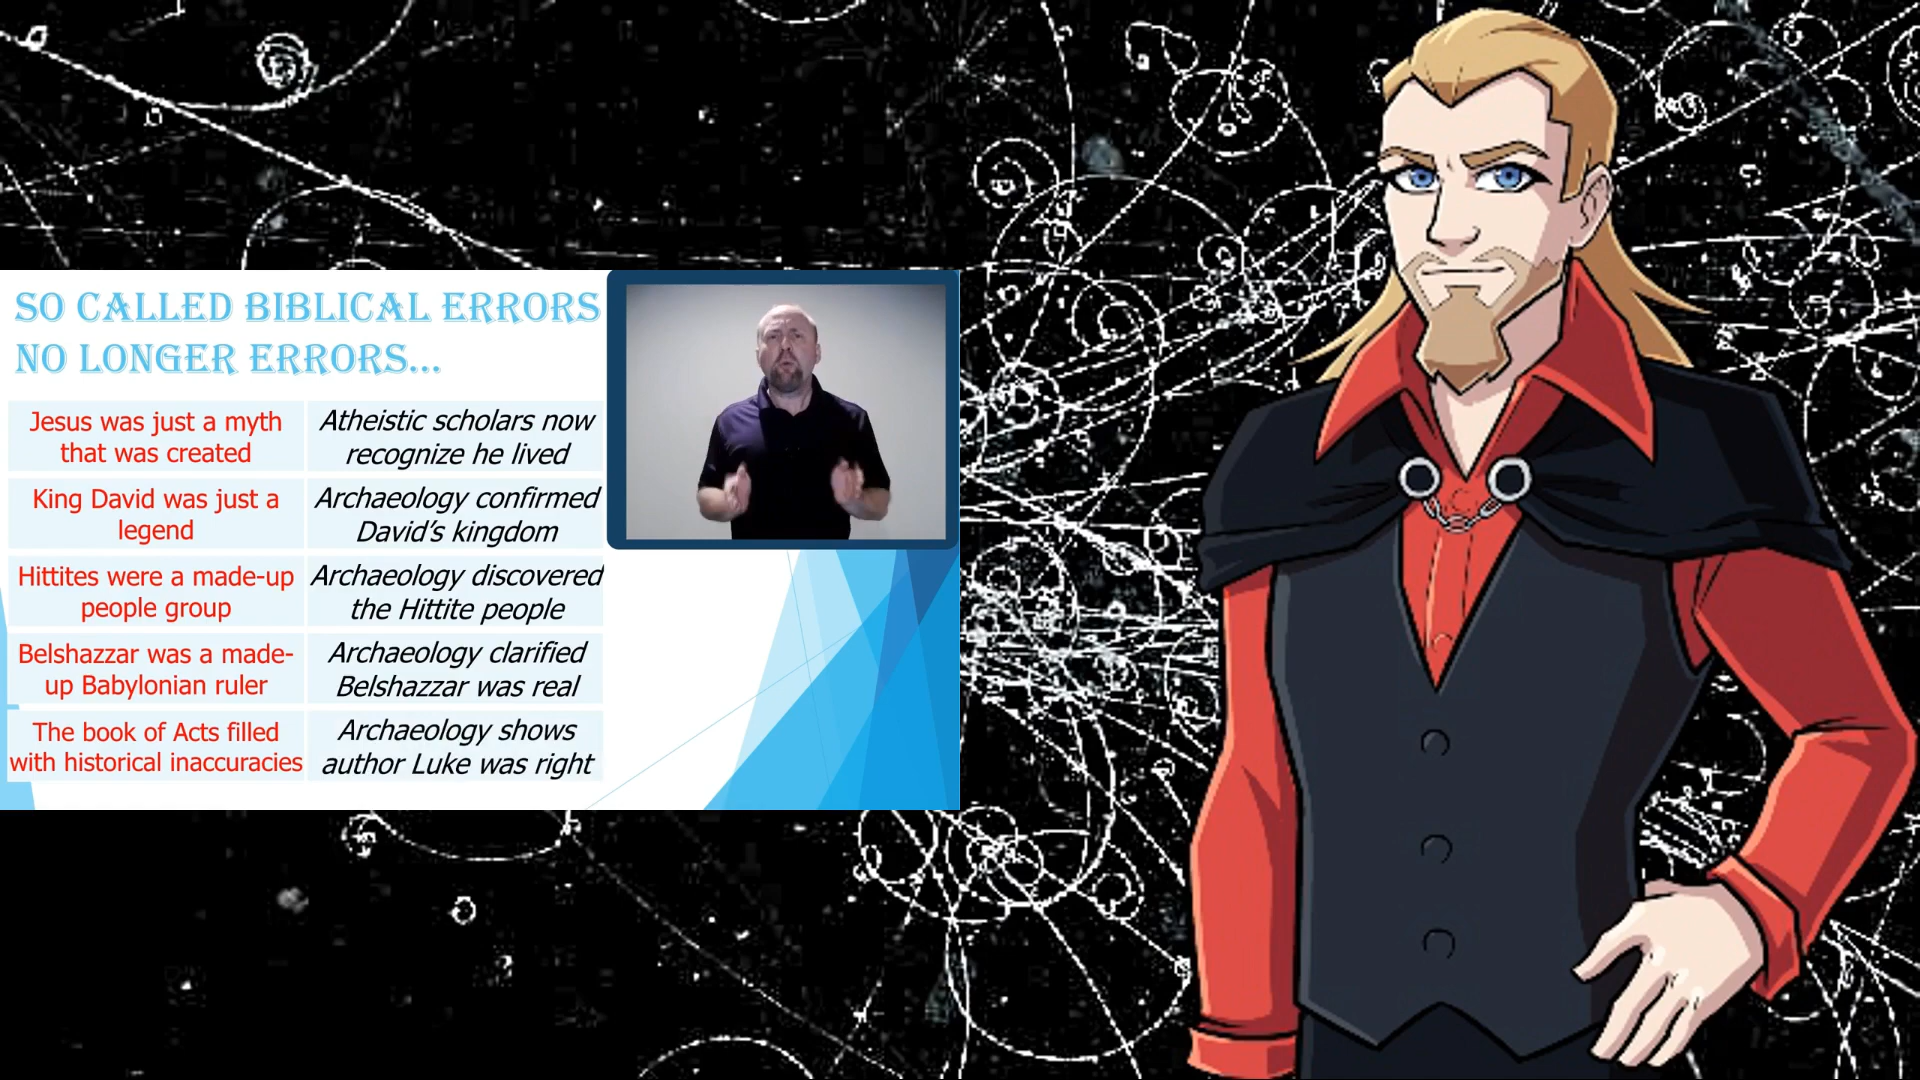 SO CALLED BIBLICAL ERRORS
NO LONGER ERRORS...
Jesus was just a myth
that was created
Atheistic scholars now
recognize he lived
King David was just a
legend
Archaeology confirmed
David's kingdom
Hittites were a made-up
people group
Archaeology discovered
the Hittite people
Belshazzar was a made-
up Babylonian ruler
Archaeology clarified
Belshazzar was real
The book of Acts filled
with historical inaccuracies
Archaeology shows
author Luke was right